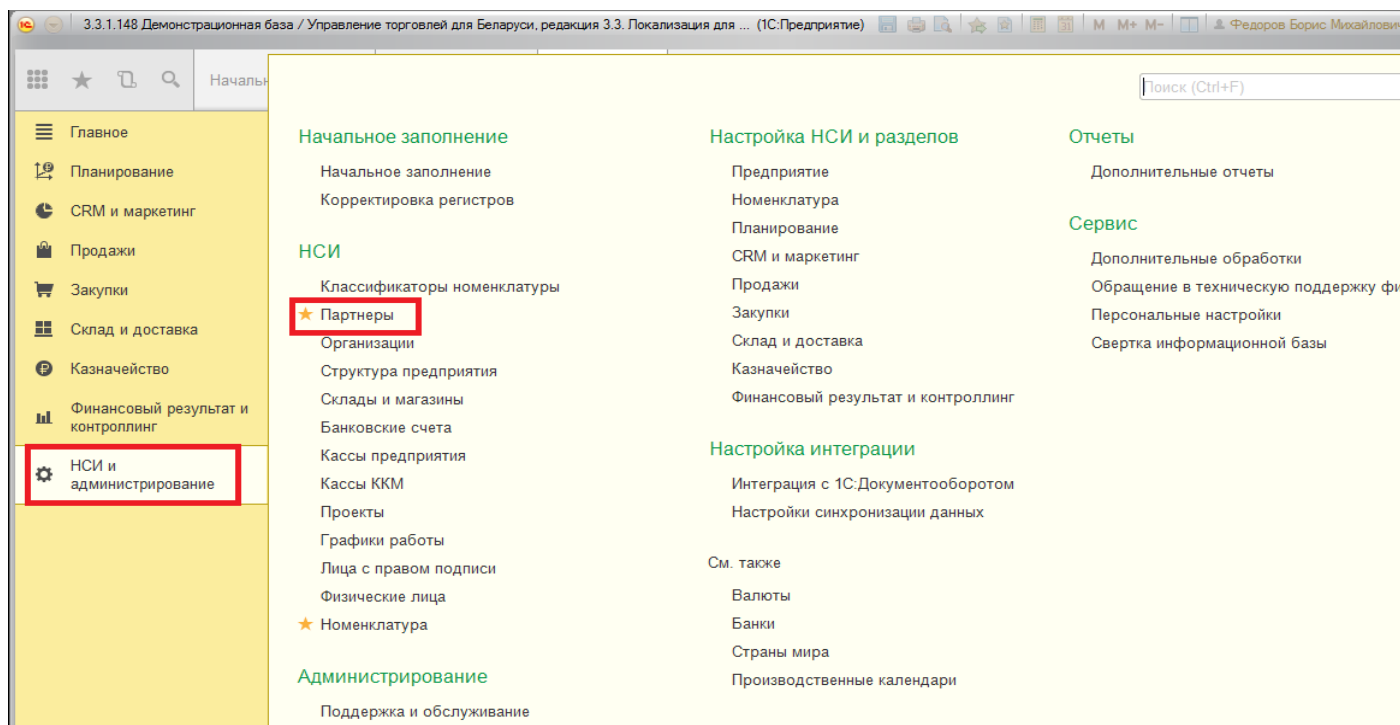 3.3.1.148 Демонстрационная база / Управление торговлей для Беларуси, редакция 3.3. Локализация для ... (1С:Предприятие)
M M+ M-
Федоров Борис Михайлович
Начальн
Поиск (Ctrl+F)
Главное
Планирование
CRM и маркетинг
Продажи
Закупки
Склад и доставка
Казначейство
Финансовый результат и
контроллинг
НСИ и
администрирование
Начальное заполнение
Начальное заполнение
Корректировка регистров
НСИ
Классификаторы номенклатуры
Партнеры
Организации
Структура предприятия
Склады и магазины
Банковские счета
Кассы предприятия
Кассы ККМ
Проекты
Графики работы
Лица с правом подписи
Физические лица
Номенклатура
Администрирование
Поддержка и обслуживание
Настройка НСИ и разделов
Предприятие
Номенклатура
Планирование
CRM и маркетинг
Продажи
Закупки
Склад и доставка
Казначейство
Финансовый результат и контроллинг
Настройка интеграции
Интеграция с 1С:Документооборотом
Настройки синхронизации данных
См. также
Валюты
Банки
Страны мира
Производственные календари
Отчеты
Дополнительные отчеты
Сервис
Дополнительные обработки
Обращение в техническую поддержку фи
Персональные настройки
Свертка информационной базы